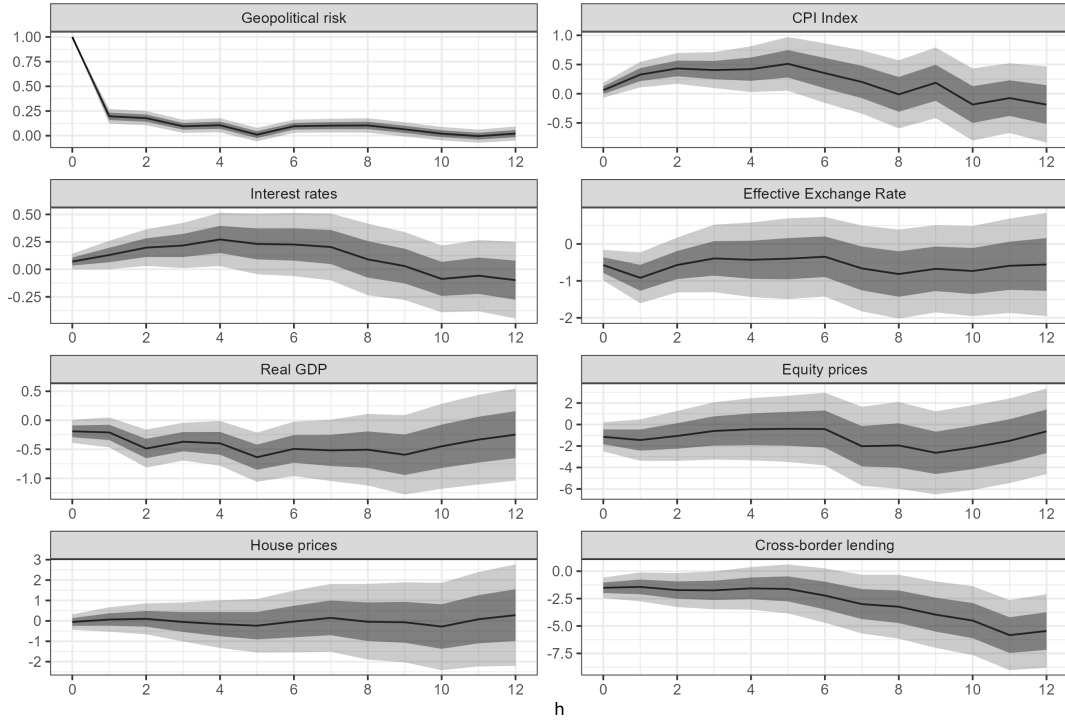 Geopolitical risk
1.00
0.75
0.50
0.25
0.00
0 2 4 6 8 10 12
CPI Index
1.0
0.5
0.0
-0.5
0 2 4 6 8 10 12
Interest rates
0.50
0.25
0.00
-0.25
0 2 4 6 8 10 12
Effective Exchange Rate
0
-1
-2
0 2 4 6 8 10 12
Real GDP
0.5
0.0
-0.5
-1.0
0 2 4 6 8 10 12
Equity prices
2
0
-2
-4
-6
0 2 4 6 8 10 12
House prices
3
2
1
0
-1
-2
0 2 4 6 8 10 12
Cross-border lending
0.0
-2.5
-5.0
-7.5
0 2 4 6 8 10 12
h